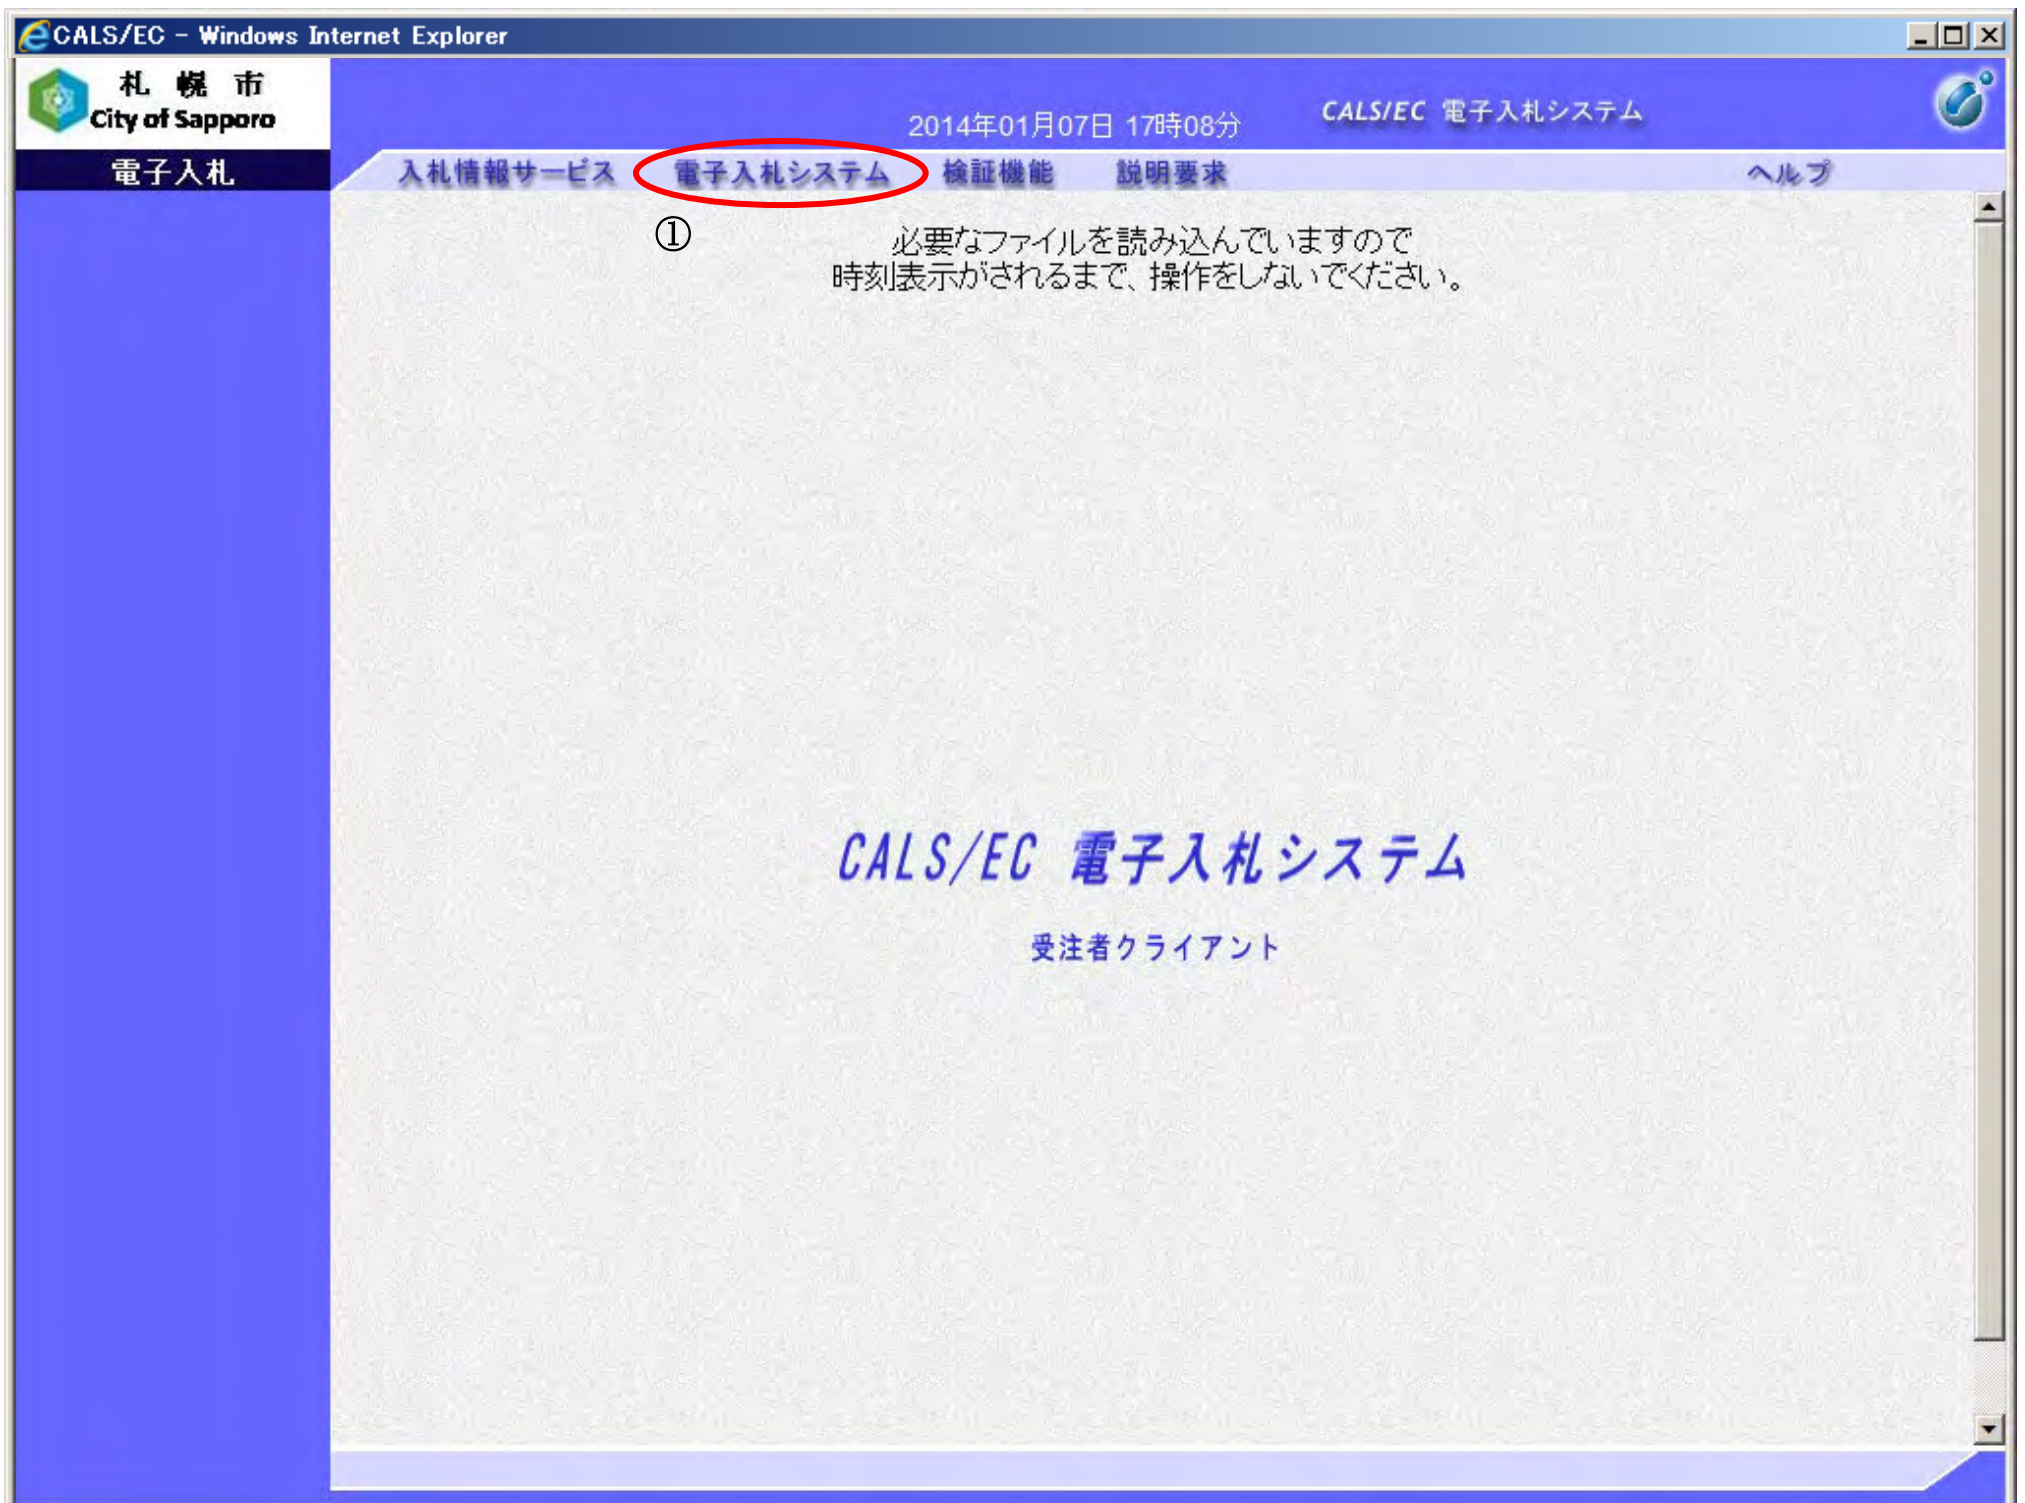 CALS/EC - Windows Internet Explorer
札 幌 市
City of Sapporo
2014年01月07日 17時08分
CALS/EC 電子入札システム
電子入札
入札情報サービス 電子入札システム 検証機能 説明要求 ヘルプ
①
必要なファイルを読み込んでいますので
時刻表示がされるまで、操作をしないでください。
CALS/EC 電子入札システム
受注者クライアント